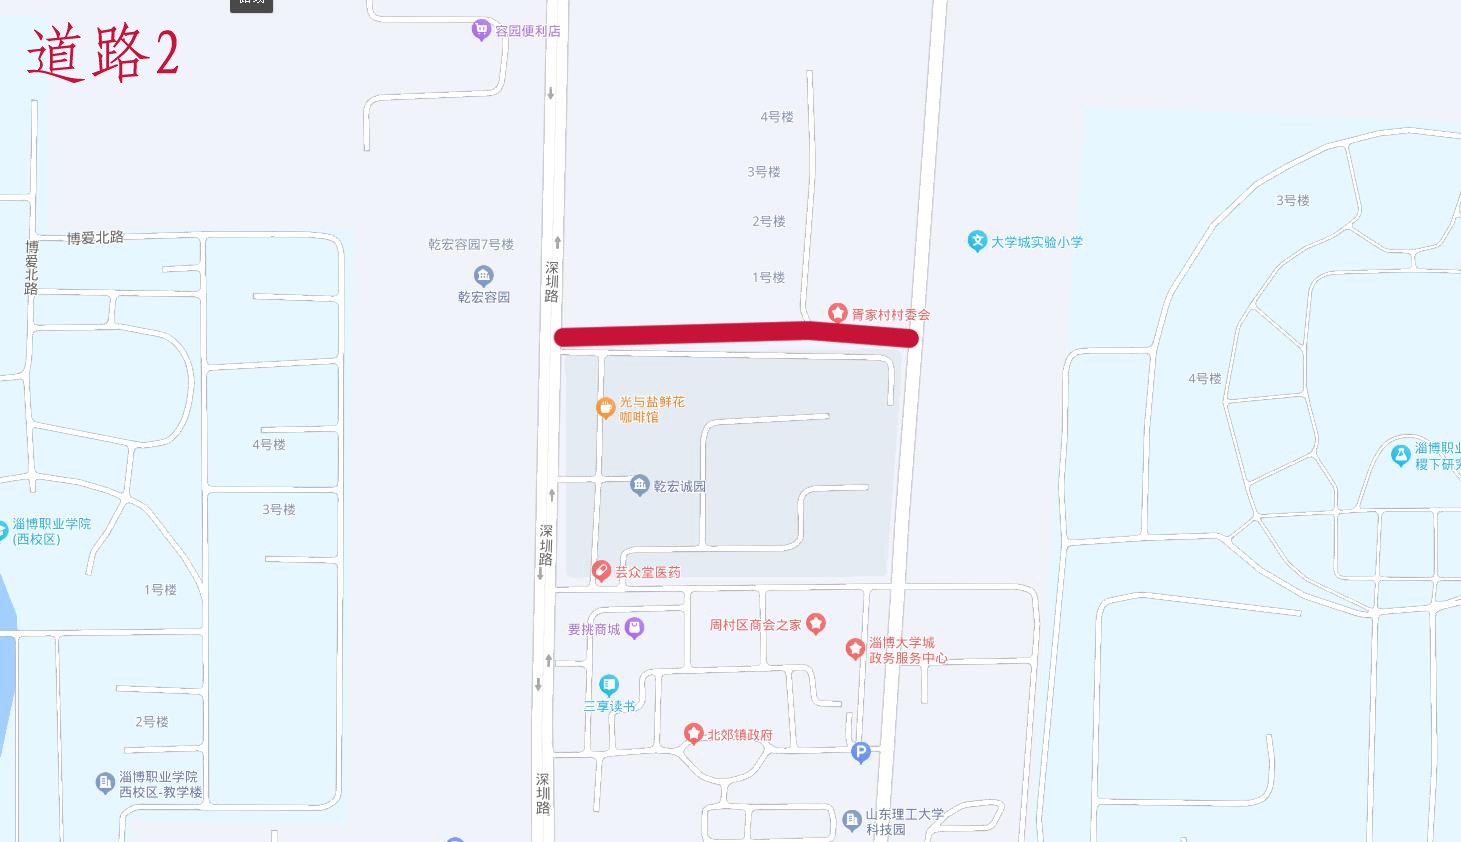 道路2
容园便利店
4号楼
3号楼
2号楼
1号楼
3号楼
大学城实验小学
博爱北路
博爱北路
乾宏容园7号楼
乾宏容园
深圳路
胥家村村委会
4号楼
光与盐鲜花
咖啡馆
4号楼
淄博职业
稷下研究
乾宏诚园
3号楼
淄博职业学院
(西校区)
深圳路
芸众堂医药
1号楼
要挑商城
周村区商会之家
淄博大学城
政务服务中心
三享读书
2号楼
北郊镇政府
P
淄博职业学院
西校区-教学楼
深圳路
山东理工大学
科技园